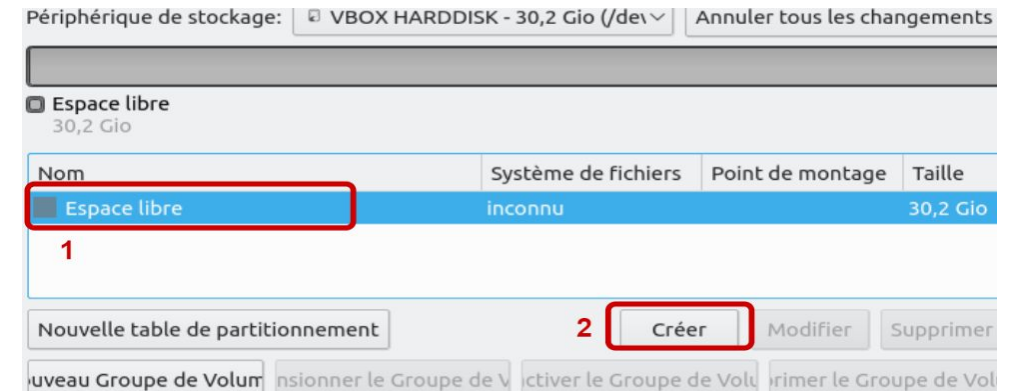 Périphérique de stockage: VBOX HARDDISK - 30,2 Gio (/dev Annuler tous les changements
Espace libre
30,2 Gio
Nom Système de fichiers Point de montage Taille
Espace libre inconnu 30,2 Gio
1
Nouvelle table de partitionnement 2 Créer Modifier Supprimer
uveau Groupe de Volum nsionner le Groupe de V ctiver le Groupe de Volu rimer le Groupe de Vol